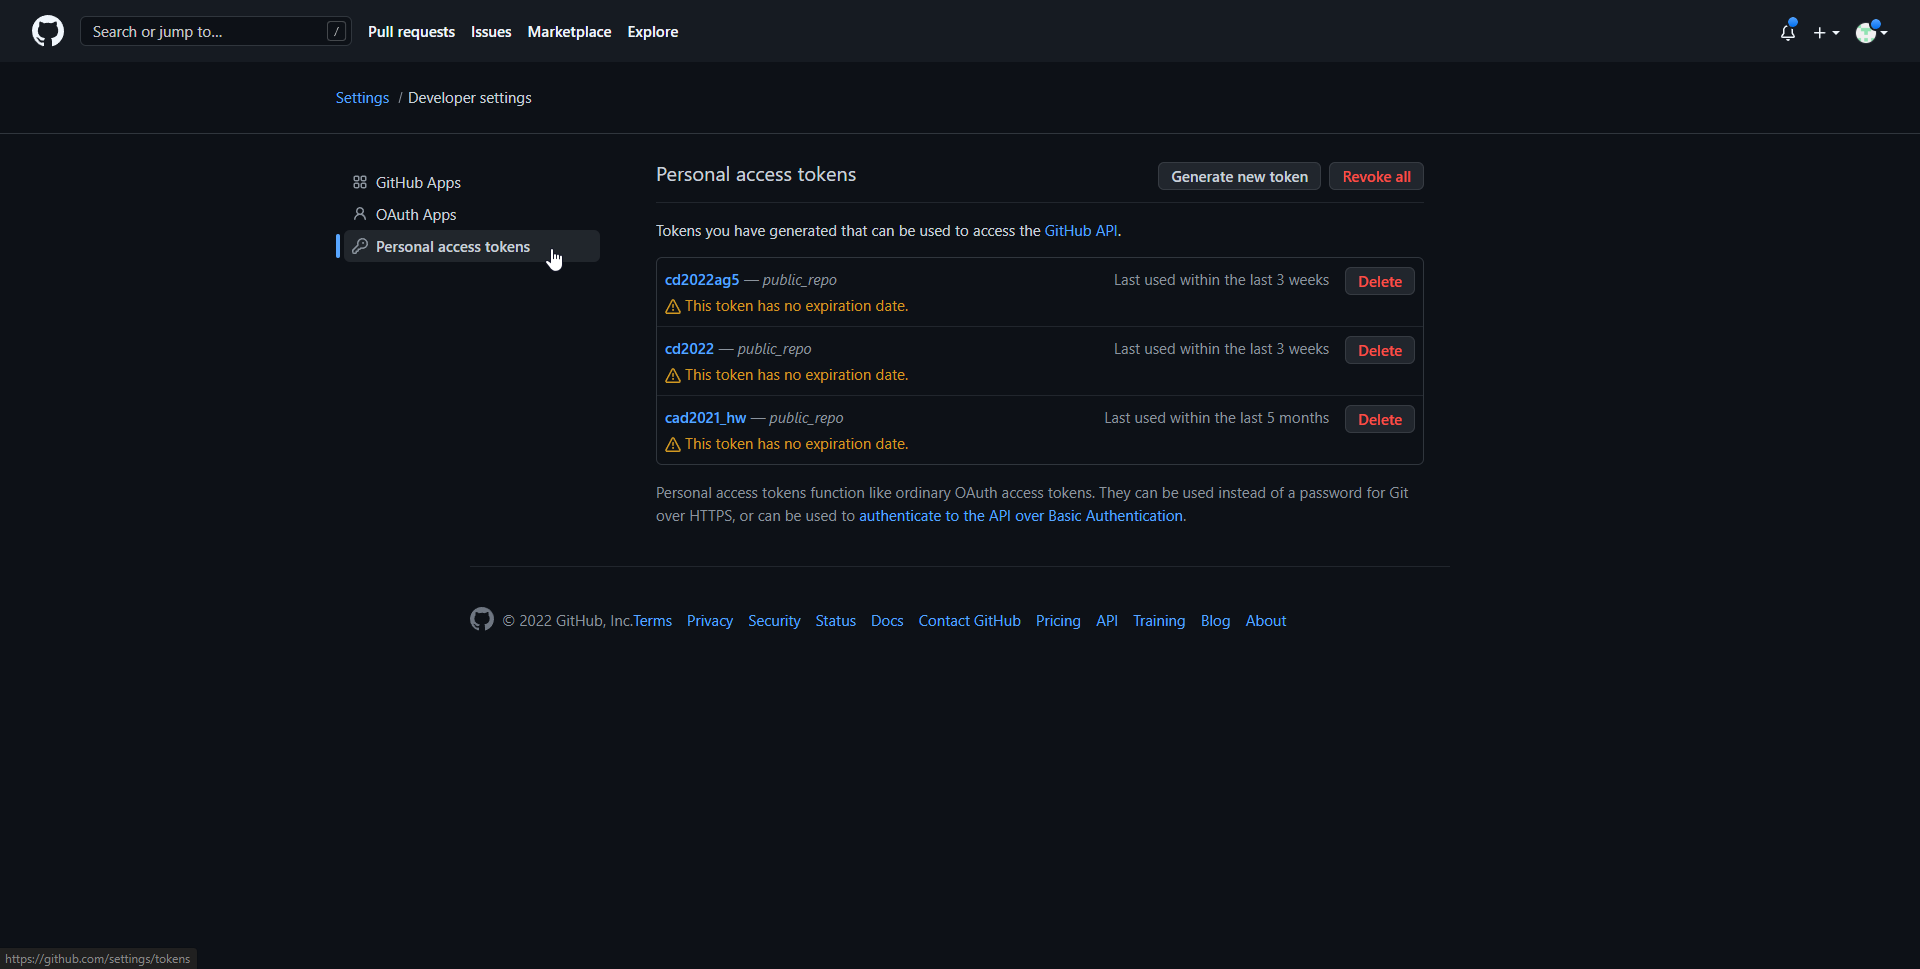 Search or jump to... /
Pull requests Issues Marketplace Explore
Settings / Developer settings
GitHub Apps
OAuth Apps
Personal access tokens
Personal access tokens
Generate new token Revoke all
Tokens you have generated that can be used to access the GitHub API.
cd2022ag5 — public_repo Last used within the last 3 weeks Delete
This token has no expiration date.
cd2022 — public_repo Last used within the last 3 weeks Delete
This token has no expiration date.
cad2021_hw — public_repo Last used within the last 5 months Delete
This token has no expiration date.
Personal access tokens function like ordinary OAuth access tokens. They can be used instead of a password for Git
over HTTPS, or can be used to authenticate to the API over Basic Authentication.
© 2022 GitHub, Inc.Terms Privacy Security Status Docs Contact GitHub Pricing API Training Blog About
https://github.com/settings/tokens